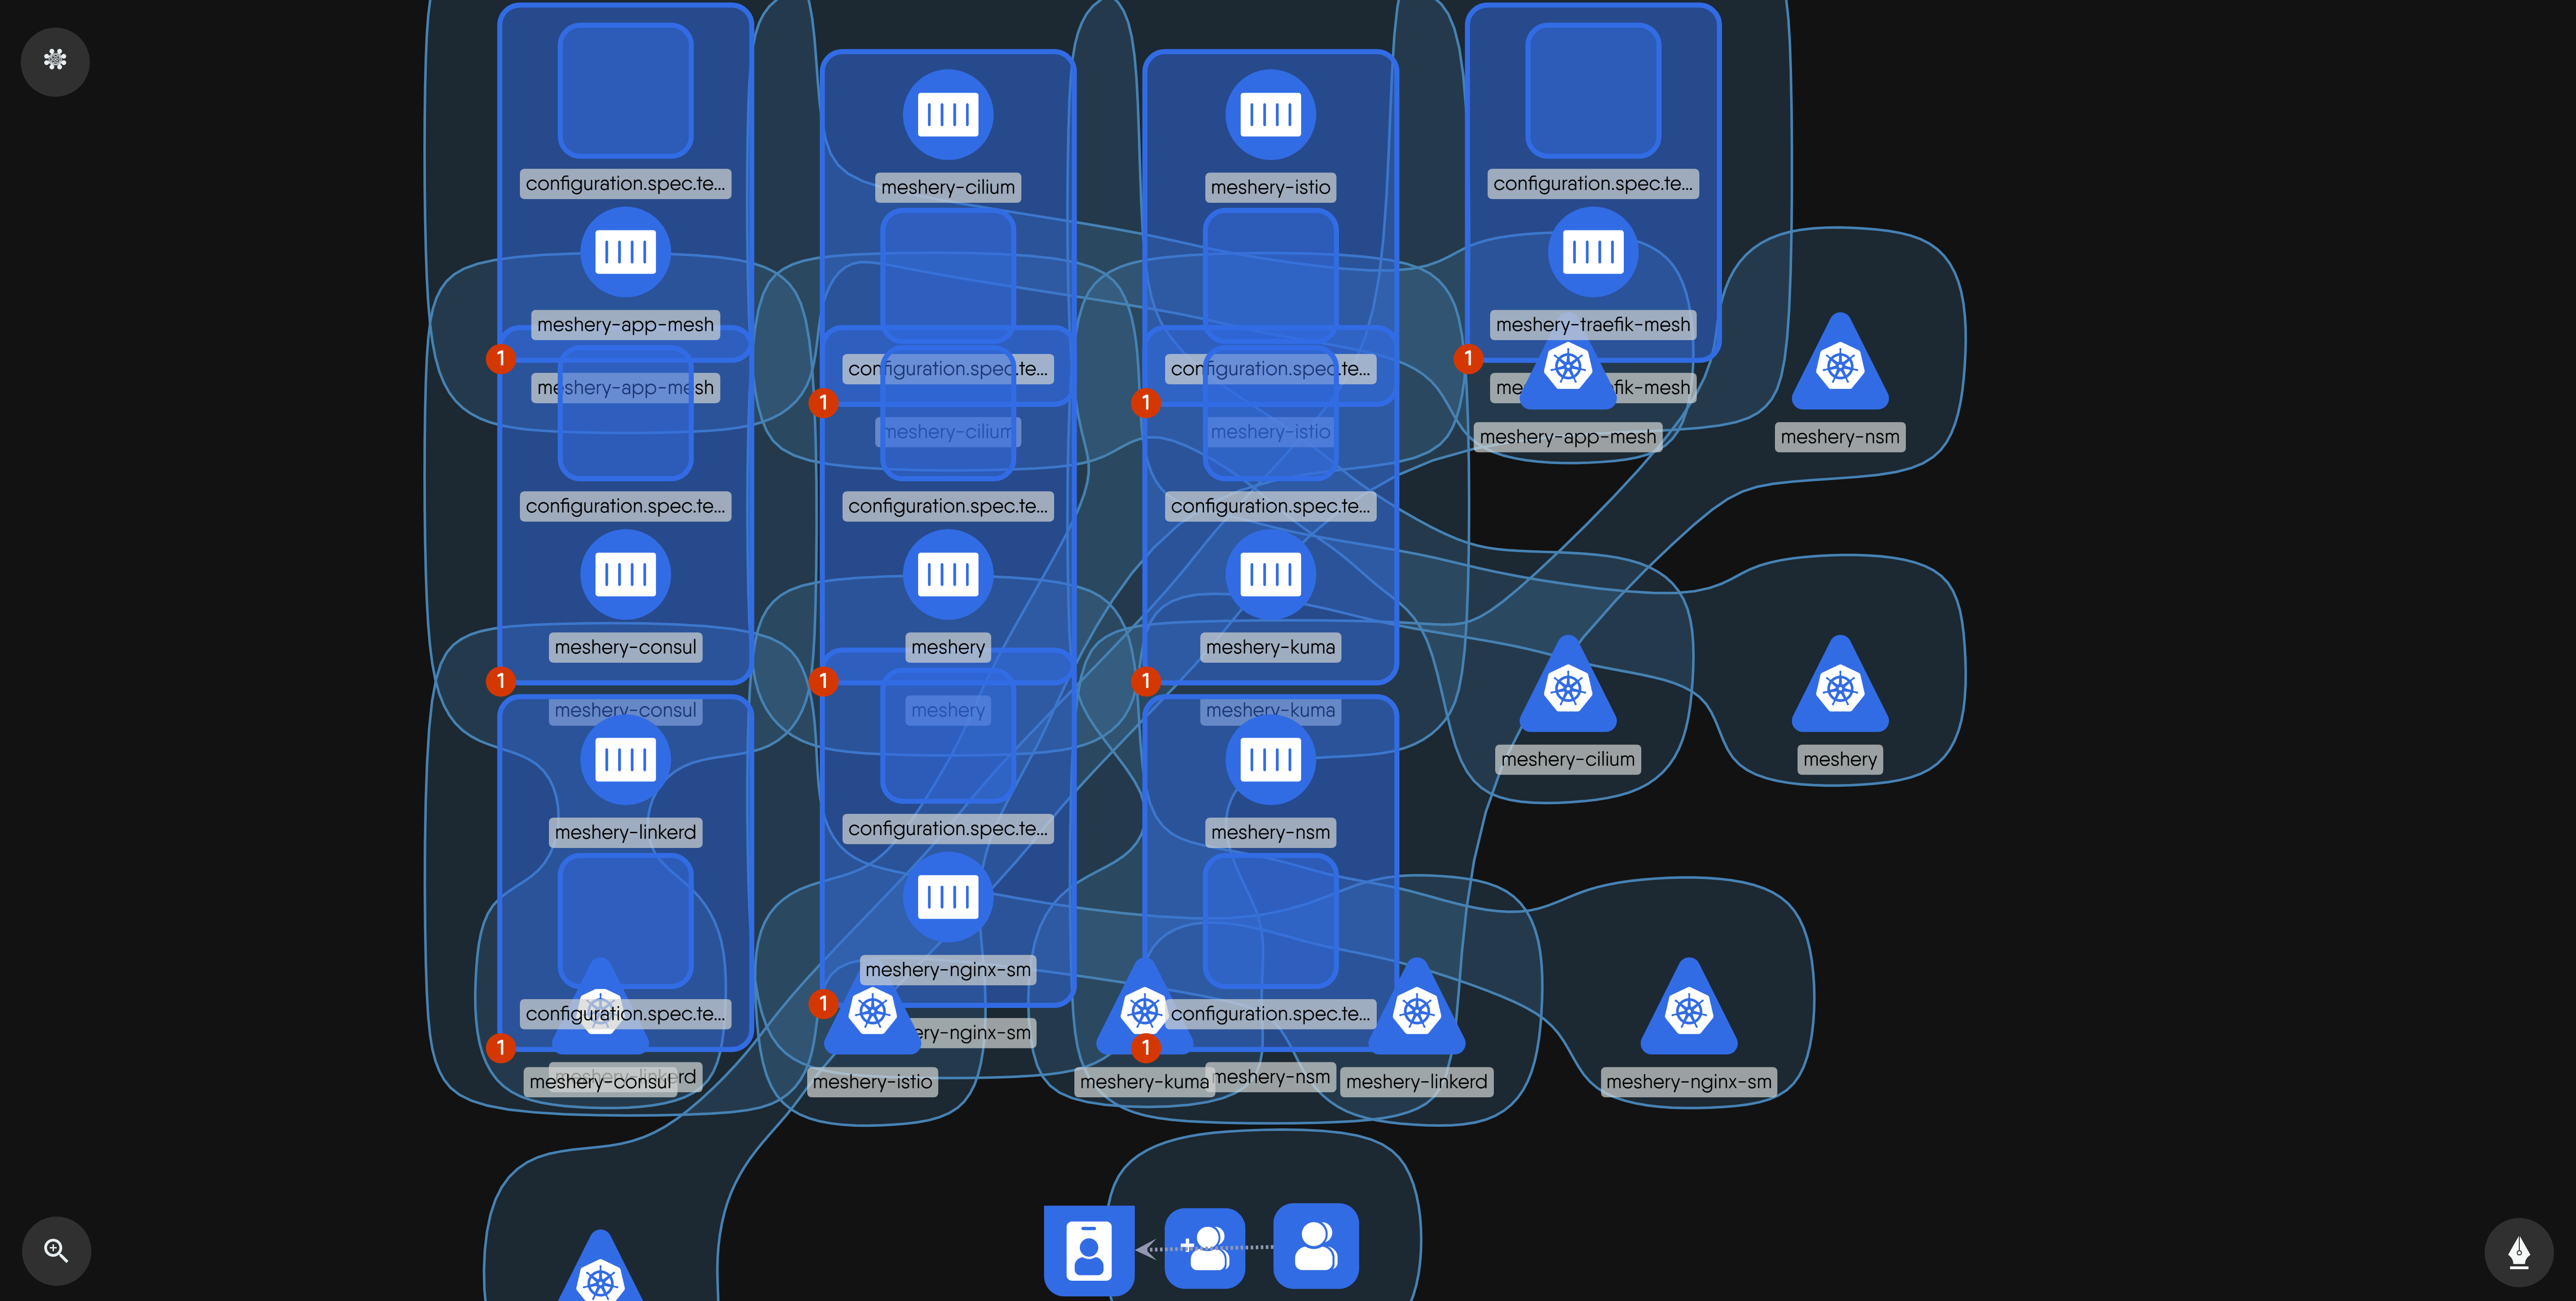 configuration.spec.te...
meshery-app-mesh
1
meshery-app-mesh
configuration.spec.te...
meshery-consul
1
meshery-consul
meshery-linkerd
configuration.spec.te...
1
meshery-linkerd
meshery-consul
meshery-cilium
configuration.spec.te...
1
meshery-cilium
configuration.spec.te...
meshery
1
meshery
configuration.spec.te...
meshery-nginx-sm
1
ery-nginx-sm
meshery-istio
meshery-istio
configuration.spec.te...
1
meshery-istio
configuration.spec.te...
meshery-kuma
1
meshery-kuma
meshery-nsm
configuration.spec.te...
1
meshery-kuma
meshery-nsm
meshery-linkerd
configuration.spec.te...
meshery-traefik-mesh
1
me fik-mesh
meshery-app-mesh
meshery-nsm
meshery-cilium
meshery
meshery-nginx-sm